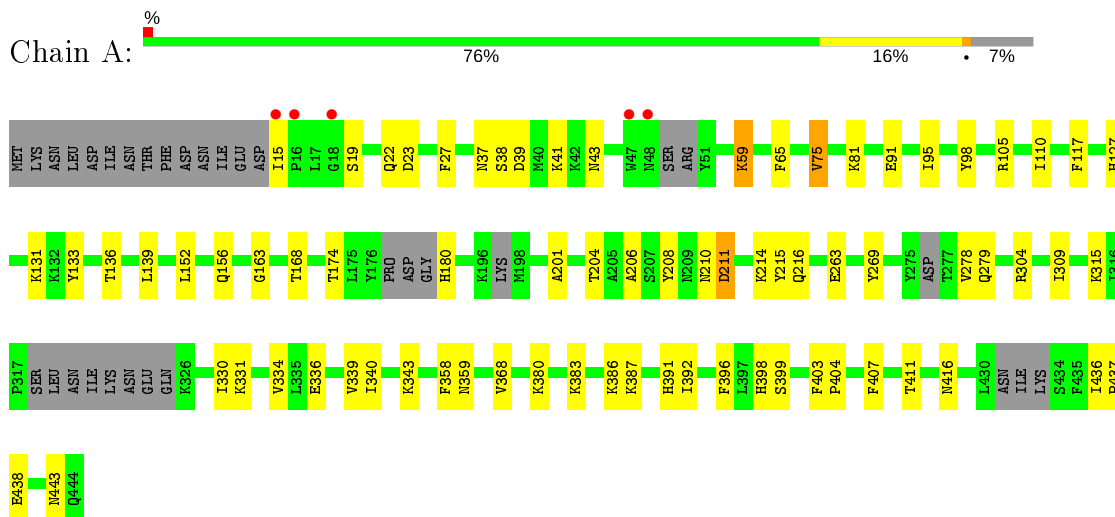 %
Chain A:
76% 16% • 7%
MET LYS ASN LEU ASP ILE ASN THR PHE ASP ASN ILE GLU ASP I15 P16 L17 G18 S19 Q22 D23 F27 N37 S38 D39 M40 K41 K42 N43 W47 N48 SER ARG Y51 K59 F65 V75 K81 E91 I95 Y98 R105 I110 F117 H127
K131 K132 Y133 T136 L139 L152 Q156 G163 T168 T174 L175 Y176 PRO ASP GLY H180 K196 LYS M198 A201 T204 A205 A206 S207 Y208 N209 N210 D211 K214 Y215 Q216 E263 Y269 Y275 ASP T277 V278 Q279 R304 I309 K315
P317 SER LEU ASN ILE LYS ASN GLU GLN K326 I330 K331 V334 L335 E336 V339 I340 K343 F358 N359 V368 K380 K383 K386 K387 H391 I392 F396 L397 H398 S399 F403 P404 F407 T411 N416 L430 ASN ILE LYS S434 F435 I436
E438 N443 Q444